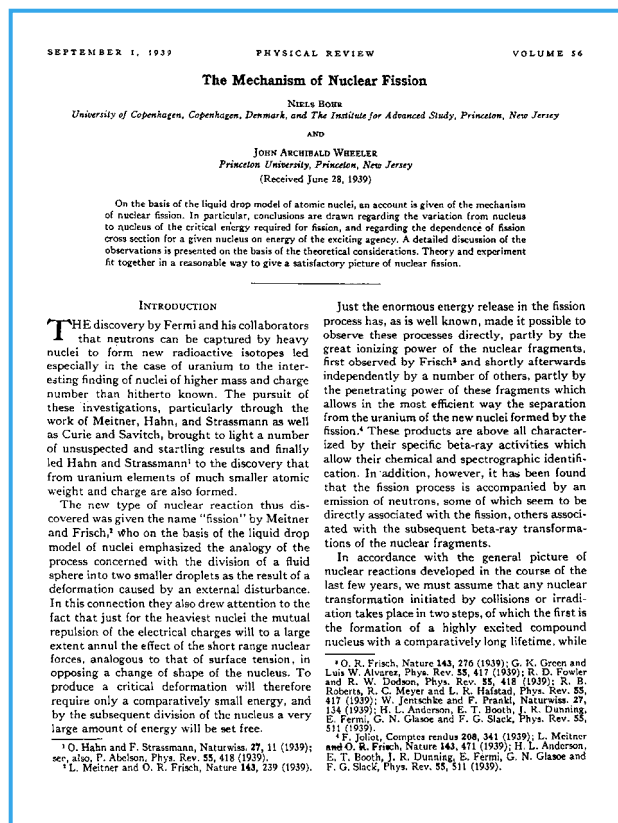 SEPTEMBER 1, 1939 PHYSICAL REVIEW VOLUME 56
The Mechanism of Nuclear Fission
NIELS BOHR
University of Copenhagen, Copenhagen, Denmark, and The Institute for Advanced Study, Princeton, New Jersey
AND
JOHN ARCHIBALD WHEELER
Princeton University, Princeton, New Jersey
(Received June 28, 1939)
On the basis of the liquid drop model of atomic nuclei, an account is given of the mechanism
of nuclear fission. In particular, conclusions are drawn regarding the variation from nucleus
to nucleus of the critical energy required for fission, and regarding the dependence of fission
cross section for a given nucleus on energy of the exciting agency. A detailed discussion of the
observations is presented on the basis of the theoretical considerations. Theory and experiment
fit together in a reasonable way to give a satisfactory picture of nuclear fission.
INTRODUCTION
THE discovery by Fermi and his collaborators
that neutrons can be captured by heavy
nuclei to form new radioactive isotopes led
especially in the case of uranium to the inter-
esting finding of nuclei of higher mass and charge
number than hitherto known. The pursuit of
these investigations, particularly through the
work of Meitner, Hahn, and Strassmann as well
as Curie and Savitch, brought to light a number
of unsuspected and startling results and finally
led Hahn and Strassmann¹ to the discovery that
from uranium elements of much smaller atomic
weight and charge are also formed.
The new type of nuclear reaction thus dis-
covered was given the name "fission" by Meitner
and Frisch,² who on the basis of the liquid drop
model of nuclei emphasized the analogy of the
process concerned with the division of a fluid
sphere into two smaller droplets as the result of a
deformation caused by an external disturbance.
In this connection they also drew attention to the
fact that just for the heaviest nuclei the mutual
repulsion of the electrical charges will to a large
extent annul the effect of the short range nuclear
forces, analogous to that of surface tension, in
opposing a change of shape of the nucleus. To
produce a critical deformation will therefore
require only a comparatively small energy, and
by the subsequent division of the nucleus a very
large amount of energy will be set free.
¹ O. Hahn and F. Strassmann, Naturwiss. 27, 11 (1939);
see, also, P. Abelson, Phys. Rev. 55, 418 (1939).
² L. Meitner and O. R. Frisch, Nature 143, 239 (1939).
Just the enormous energy release in the fission
process has, as is well known, made it possible to
observe these processes directly, partly by the
great ionizing power of the nuclear fragments,
first observed by Frisch³ and shortly afterwards
independently by a number of others, partly by
the penetrating power of these fragments which
allows in the most efficient way the separation
from the uranium of the new nuclei formed by the
fission.⁴ These products are above all character-
ized by their specific beta-ray activities which
allow their chemical and spectrographic identifi-
cation. In addition, however, it has been found
that the fission process is accompanied by an
emission of neutrons, some of which seem to be
directly associated with the fission, others associ-
ated with the subsequent beta-ray transforma-
tions of the nuclear fragments.
In accordance with the general picture of
nuclear reactions developed in the course of the
last few years, we must assume that any nuclear
transformation initiated by collisions or irradi-
ation takes place in two steps, of which the first is
the formation of a highly excited compound
nucleus with a comparatively long lifetime, while
³ O. R. Frisch, Nature 143, 276 (1939); G. K. Green and
Luis W. Alvarez, Phys. Rev. 55, 417 (1939); R. D. Fowler
and R. W. Dodson, Phys. Rev. 55, 418 (1939); R. B.
Roberts, R. C. Meyer and L. R. Hafstad, Phys. Rev. 55,
417 (1939); W. Jentschke and F. Prankl, Naturwiss. 27,
134 (1939); H. L. Anderson, E. T. Booth, J. R. Dunning,
E. Fermi, G. N. Glasoe and F. G. Slack, Phys. Rev. 55,
511 (1939).
⁴ F. Joliot, Comptes rendus 208, 341 (1939); L. Meitner
and O. R. Frisch, Nature 143, 471 (1939); H. L. Anderson,
E. T. Booth, J. R. Dunning, E. Fermi, G. N. Glasoe and
F. G. Slack, Phys. Rev. 55, 511 (1939).